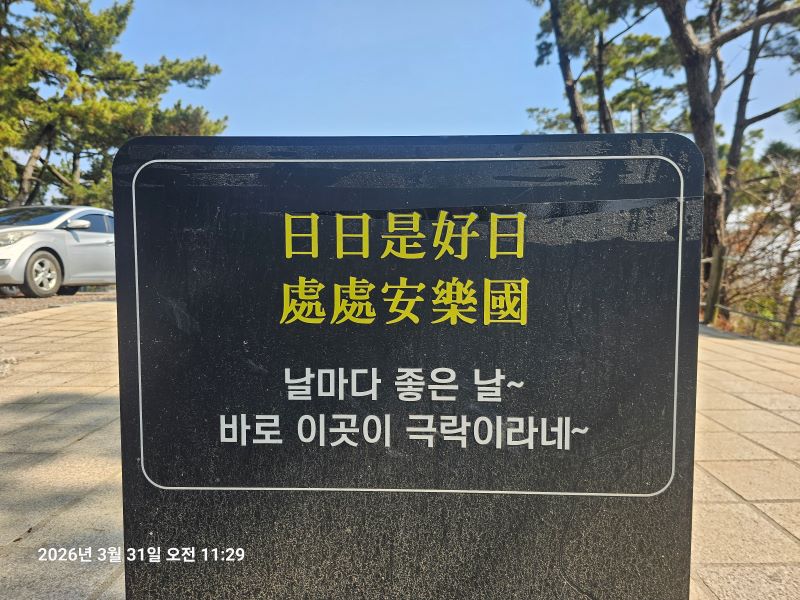 日日是好日
處處安樂國
날마다 좋은 날~
바로 이곳이 극락이라네~
2026년 3월 31일 오전 11:29